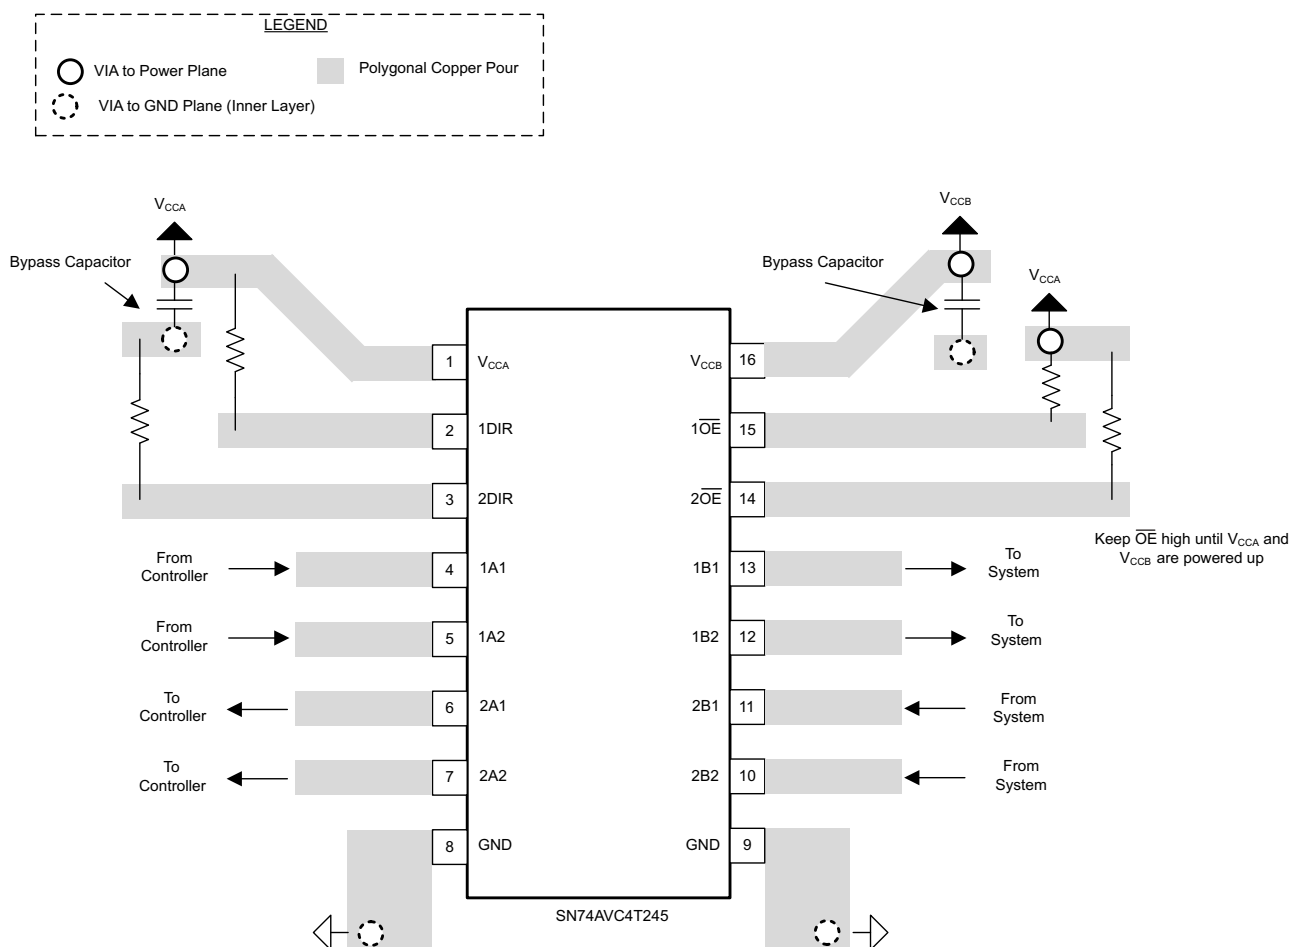 LEGEND
VIA to Power Plane
Polygonal Copper Pour
VIA to GND Plane (Inner Layer)
VCCA
VCCB
Bypass Capacitor
Bypass Capacitor
VCCA
1 VCCA
VCCB 16
2 1DIR
1O̅E̅ 15
3 2DIR
2O̅E̅ 14
Keep O̅E̅ high until VCCA and
VCCB are powered up
From
Controller
4 1A1
1B1 13
To
System
From
Controller
5 1A2
1B2 12
To
System
To
Controller
6 2A1
2B1 11
From
System
To
Controller
7 2A2
2B2 10
From
System
8 GND
GND 9
SN74AVC4T245